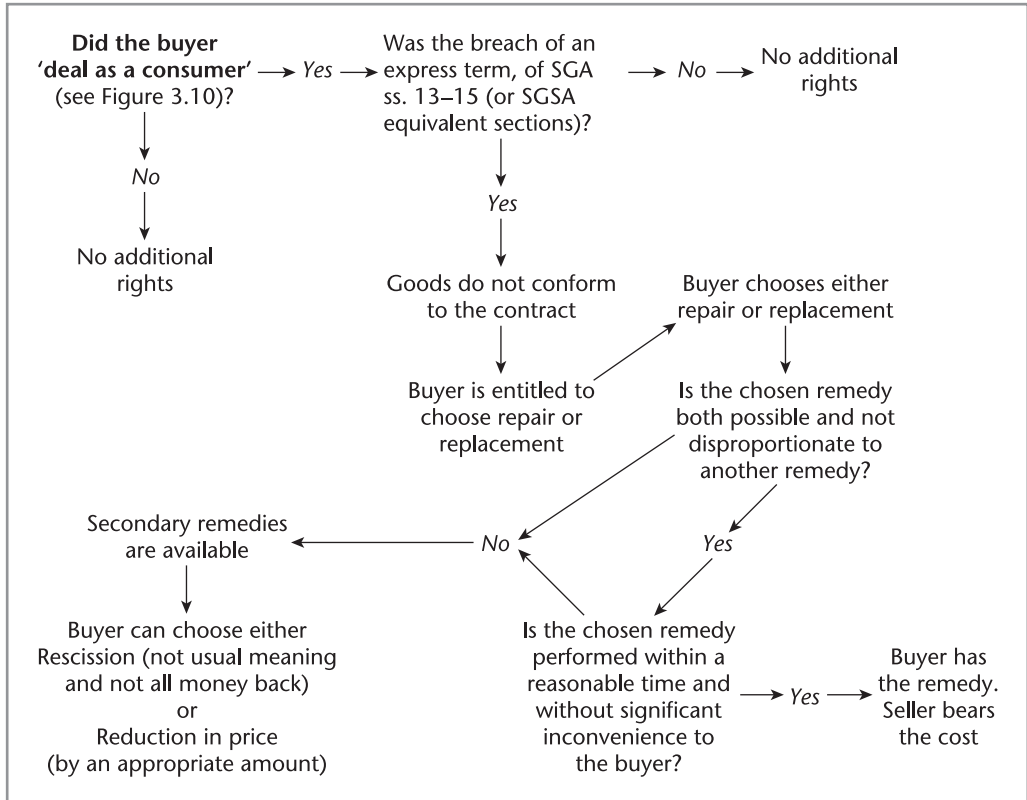 Did the buyer
'deal as a consumer'
(see Figure 3.10)?
Yes
Was the breach of an
express term, of SGA
ss. 13–15 (or SGSA
equivalent sections)?
No
No additional
rights
No
No additional
rights
Yes
Goods do not conform
to the contract
Buyer is entitled to
choose repair or
replacement
Buyer chooses either
repair or replacement
Is the chosen remedy
both possible and not
disproportionate to
another remedy?
Yes
No
Secondary remedies
are available
Buyer can choose either
Rescission (not usual meaning
and not all money back)
or
Reduction in price
(by an appropriate amount)
Is the chosen remedy
performed within a
reasonable time and
without significant
inconvenience to
the buyer?
Yes
Buyer has
the remedy.
Seller bears
the cost